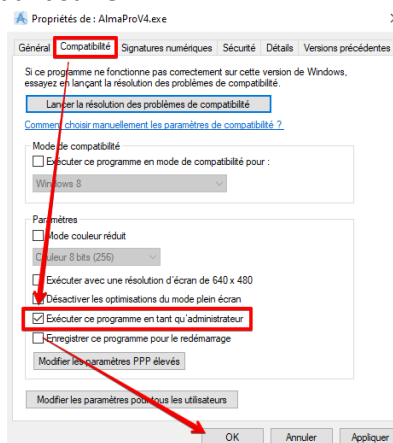 Propriétés de : AlmaProV4.exe
Général Compatibilité Signatures numériques Sécurité Détails Versions précédentes
Si ce programme ne fonctionne pas correctement sur cette version de Windows,
essayez en lançant la résolution des problèmes de compatibilité.
Lancer la résolution des problèmes de compatibilité
Comment choisir manuellement les paramètres de compatibilité ?
Mode de compatibilité
Exécuter ce programme en mode de compatibilité pour :
Windows 8
Paramètres
Mode couleur réduit
Couleur 8 bits (256)
Exécuter avec une résolution d'écran de 640 x 480
Désactiver les optimisations du mode plein écran
Exécuter ce programme en tant qu'administrateur
Enregistrer ce programme pour le redémarrage
Modifier les paramètres PPP élevés
Modifier les paramètres pour tous les utilisateurs
OK Annuler Appliquer